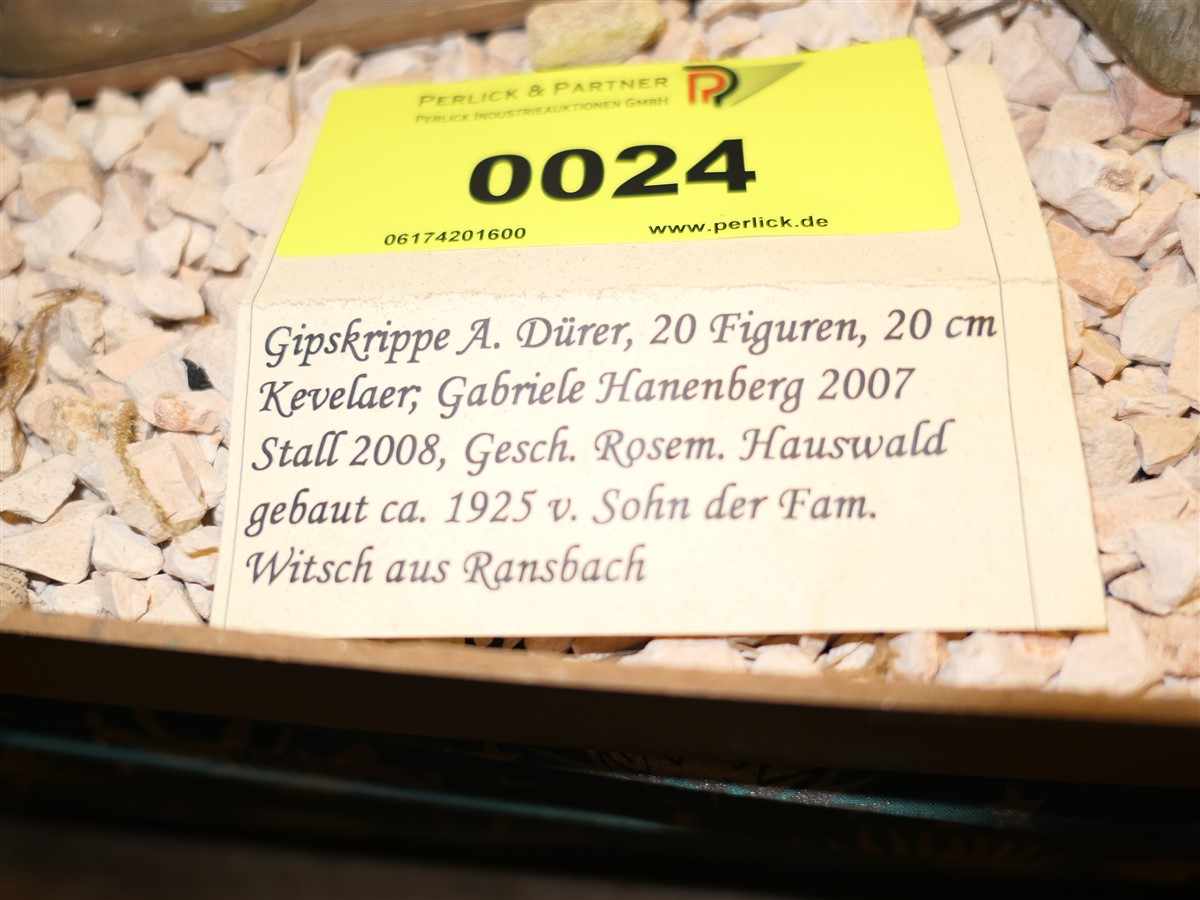 PERLICK & PARTNER
PERLICK INDUSTRIEAUKTIONEN GMBH
0024
06174201600 www.perlick.de
Gipskrippe A. Dürer, 20 Figuren, 20 cm
Kevelaer; Gabriele Hanenberg 2007
Stall 2008, Gesch. Rosem. Hauswald
gebaut ca. 1925 v. Sohn der Fam.
Witsch aus Ransbach